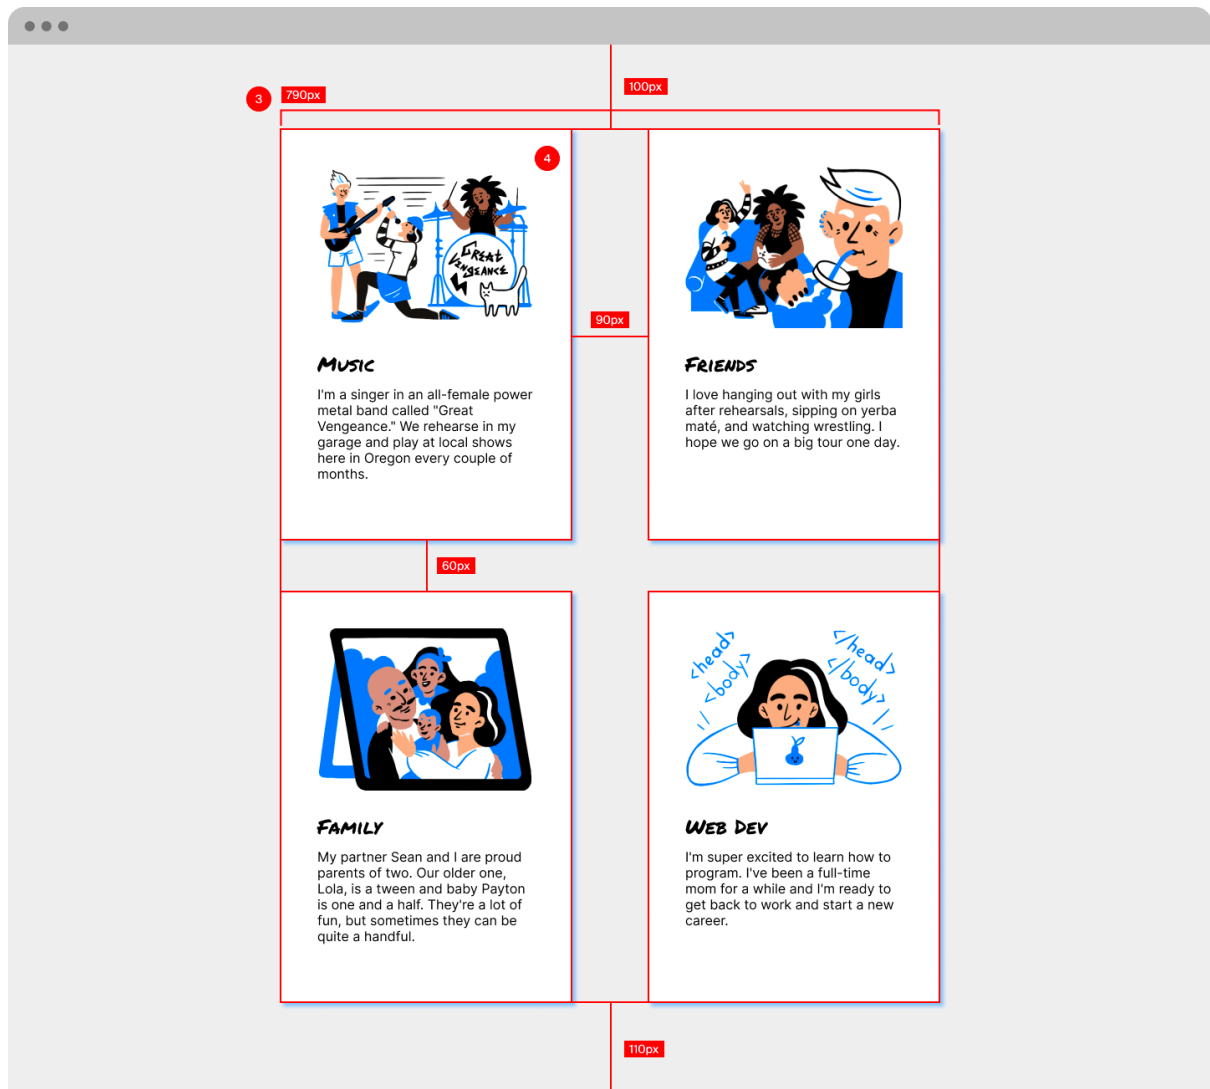 100px
3
790px
4
GREAT
VENGEANCE
90px
MUSIC
I'm a singer in an all-female power
metal band called "Great
Vengeance." We rehearse in my
garage and play at local shows
here in Oregon every couple of
months.
FRIENDS
I love hanging out with my girls
after rehearsals, sipping on yerba
maté, and watching wrestling. I
hope we go on a big tour one day.
60px
FAMILY
My partner Sean and I are proud
parents of two. Our older one,
Lola, is a tween and baby Payton
is one and a half. They're a lot of
fun, but sometimes they can be
quite a handful.
<head>
<body>
</head>
</body>
WEB DEV
I'm super excited to learn how to
program. I've been a full-time
mom for a while and I'm ready to
get back to work and start a new
career.
110px